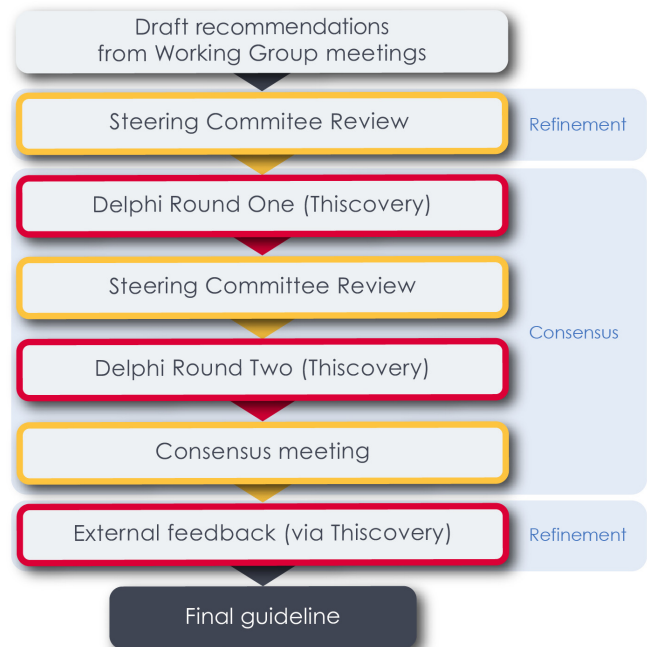 Draft recommendations
from Working Group meetings
Steering Commitee Review
Refinement
Delphi Round One (Thiscovery)
Steering Committee Review
Consensus
Delphi Round Two (Thiscovery)
Consensus meeting
External feedback (via Thiscovery)
Refinement
Final guideline